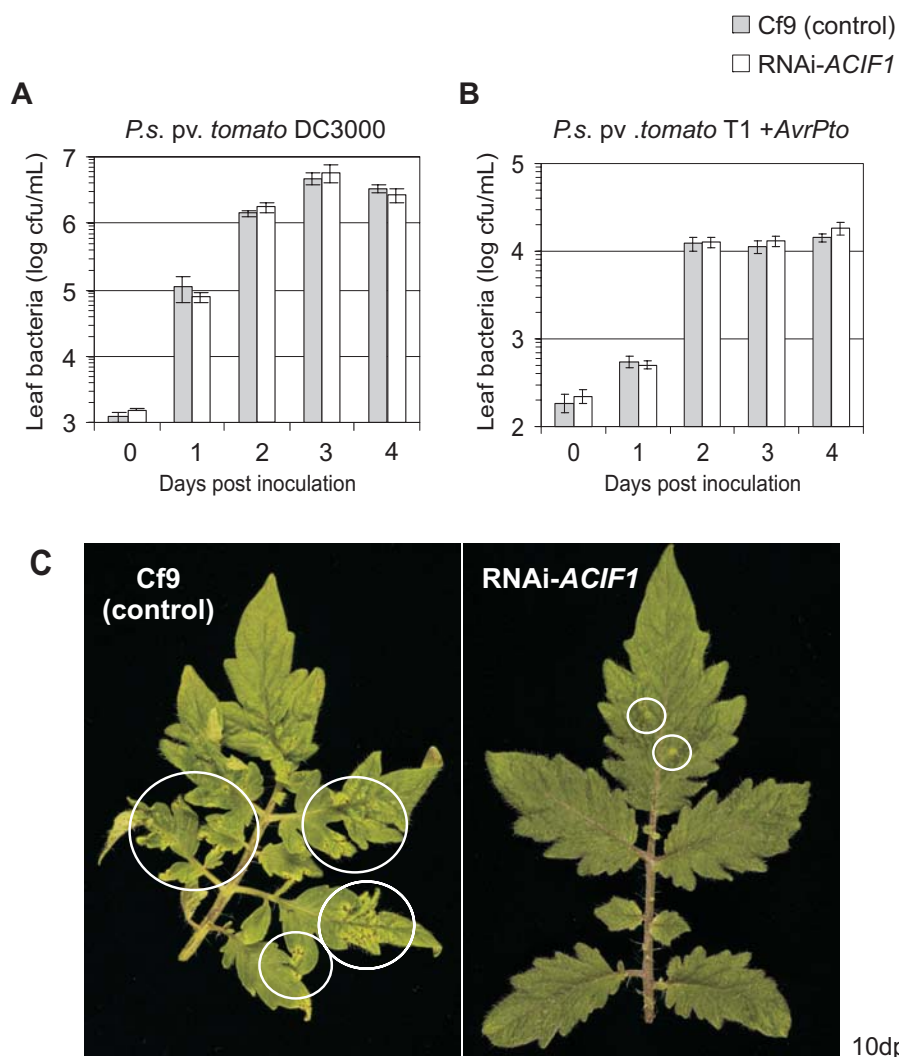 Cf9 (control)
RNAi-ACIF1
A
P.s. pv. tomato DC3000
Leaf bacteria (log cfu/mL)
7
6
5
4
3
0 1 2 3 4
Days post inoculation
B
P.s. pv .tomato T1 +AvrPto
Leaf bacteria (log cfu/mL)
5
4
3
2
0 1 2 3 4
Days post inoculation
C
Cf9
(control)
RNAi-ACIF1
10dp